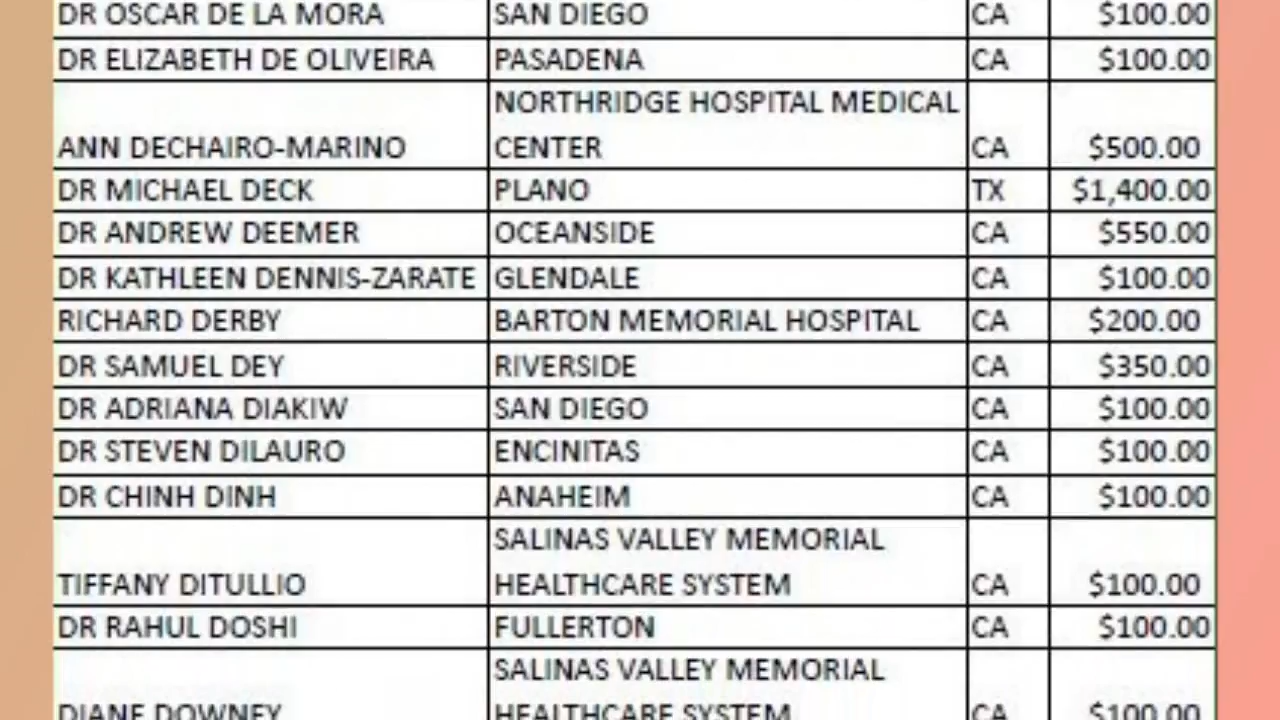 DR OSCAR DE LA MORA SAN DIEGO CA $100.00
DR ELIZABETH DE OLIVEIRA PASADENA CA $100.00
NORTHRIDGE HOSPITAL MEDICAL
ANN DECHAIRO-MARINO CENTER CA $500.00
DR MICHAEL DECK PLANO TX $1,400.00
DR ANDREW DEEMER OCEANSIDE CA $550.00
DR KATHLEEN DENNIS-ZARATE GLENDALE CA $100.00
RICHARD DERBY BARTON MEMORIAL HOSPITAL CA $200.00
DR SAMUEL DEY RIVERSIDE CA $350.00
DR ADRIANA DIAKIW SAN DIEGO CA $100.00
DR STEVEN DILAURO ENCINITAS CA $100.00
DR CHINH DINH ANAHEIM CA $100.00
SALINAS VALLEY MEMORIAL
TIFFANY DITULLIO HEALTHCARE SYSTEM CA $100.00
DR RAHUL DOSHI FULLERTON CA $100.00
SALINAS VALLEY MEMORIAL
DIANE DOWNEY HEALTHCARE SYSTEM CA $100.00